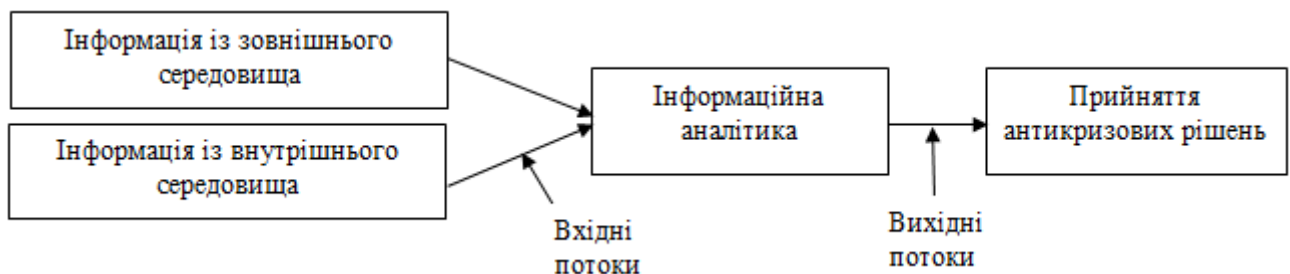 Інформація із зовнішнього
середовища
Інформація із внутрішнього
середовища
Інформаційна
аналітика
Прийняття
антикризових рішень
Вхідні
потоки
Вихідні
потоки